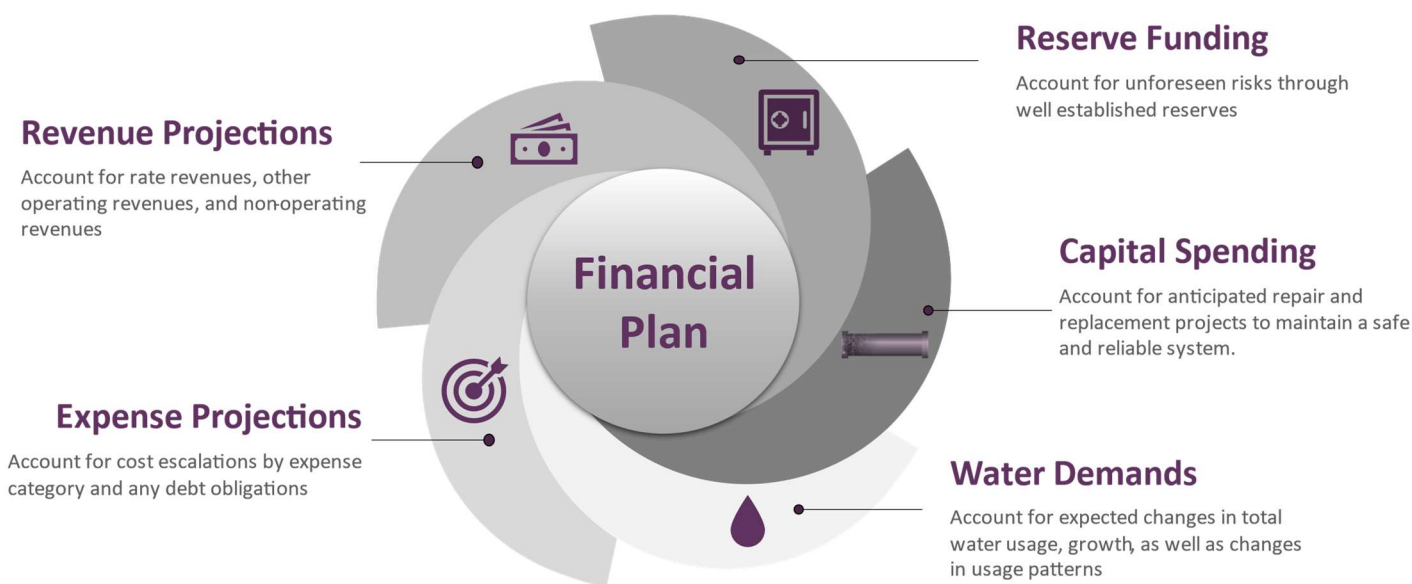 Reserve Funding
Account for unforeseen risks through
well established reserves
Revenue Projections
Account for rate revenues, other
operating revenues, and non-operating
revenues
Financial
Plan
Capital Spending
Account for anticipated repair and
replacement projects to maintain a safe
and reliable system.
Expense Projections
Account for cost escalations by expense
category and any debt obligations
Water Demands
Account for expected changes in total
water usage, growth, as well as changes
in usage patterns